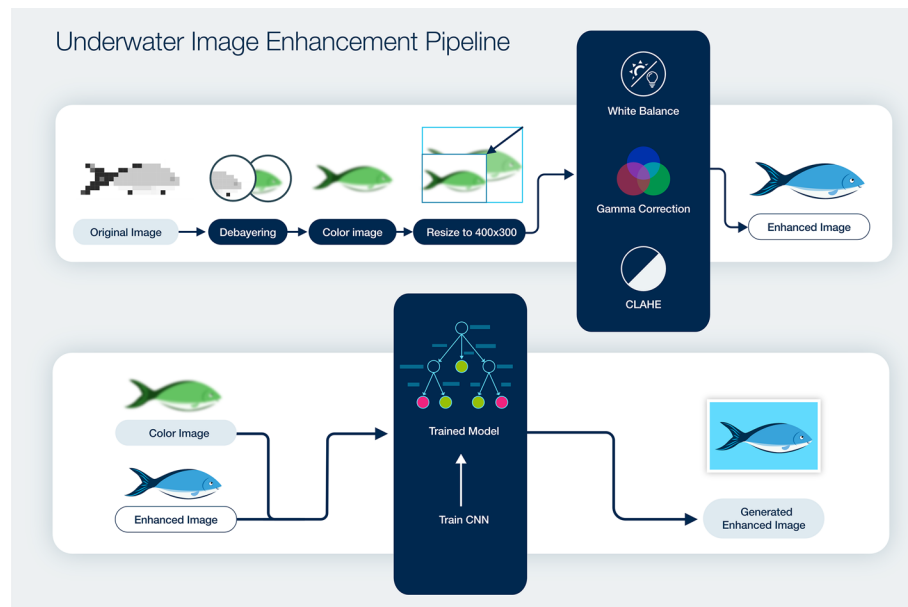 Underwater Image Enhancement Pipeline
White Balance
Gamma Correction
CLAHE
Original Image
Debayering
Color image
Resize to 400x300
Enhanced Image
Color Image
Enhanced Image
Trained Model
Train CNN
Generated
Enhanced Image